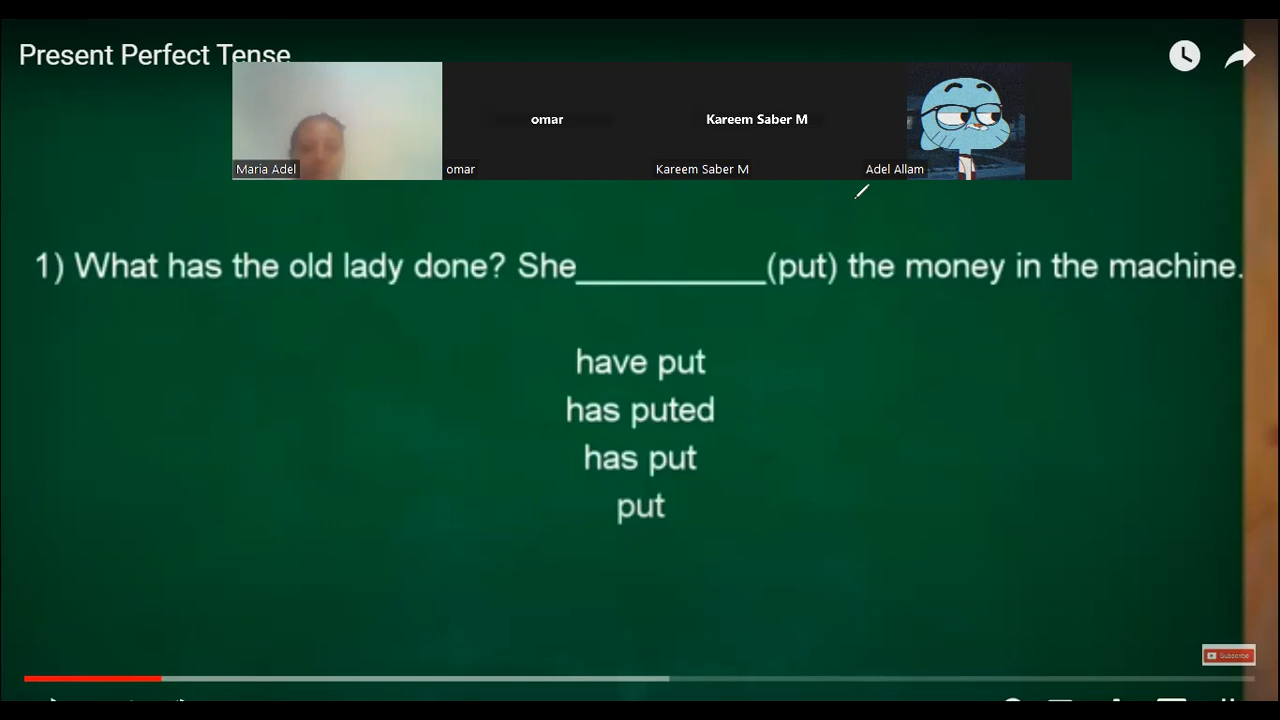 Present Perfect Tense
omar
Kareem Saber M
Maria Adel
omar
Kareem Saber M
Adel Allam
1) What has the old lady done? She__________(put) the money in the machine.
have put
has puted
has put
put
Subscribe